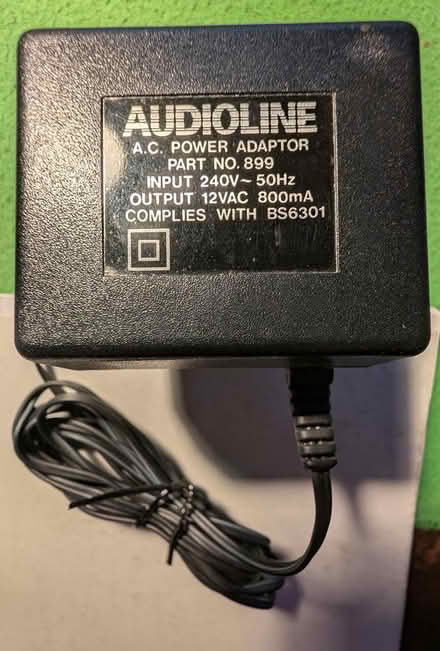 AUDIOLINE
A.C. POWER ADAPTOR
PART NO. 899
INPUT 240V~ 50Hz
OUTPUT 12VAC 800mA
COMPLIES WITH BS6301